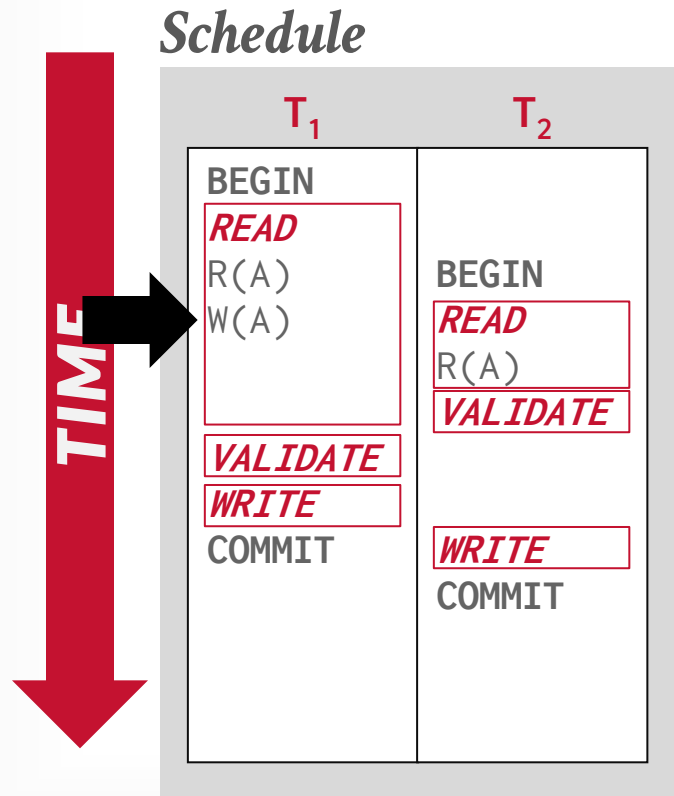 Schedule
TIME
T₁
T₂
BEGIN
READ
R(A)
W(A)
VALIDATE
WRITE
COMMIT
BEGIN
READ
R(A)
VALIDATE
WRITE
COMMIT